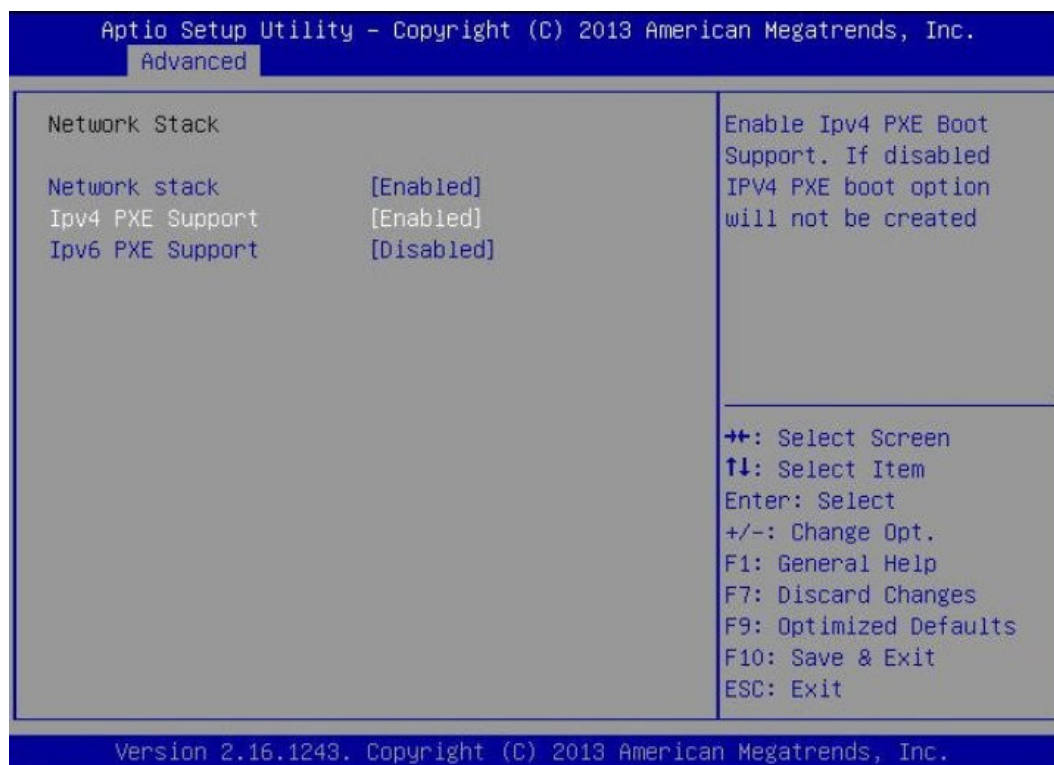 Aptio Setup Utility – Copyright (C) 2013 American Megatrends, Inc.
Advanced
Network Stack
Network stack [Enabled]
Ipv4 PXE Support [Enabled]
Ipv6 PXE Support [Disabled]
Enable Ipv4 PXE Boot
Support. If disabled
IPV4 PXE boot option
will not be created
→←: Select Screen
↑↓: Select Item
Enter: Select
+/-: Change Opt.
F1: General Help
F7: Discard Changes
F9: Optimized Defaults
F10: Save & Exit
ESC: Exit
Version 2.16.1243. Copyright (C) 2013 American Megatrends, Inc.